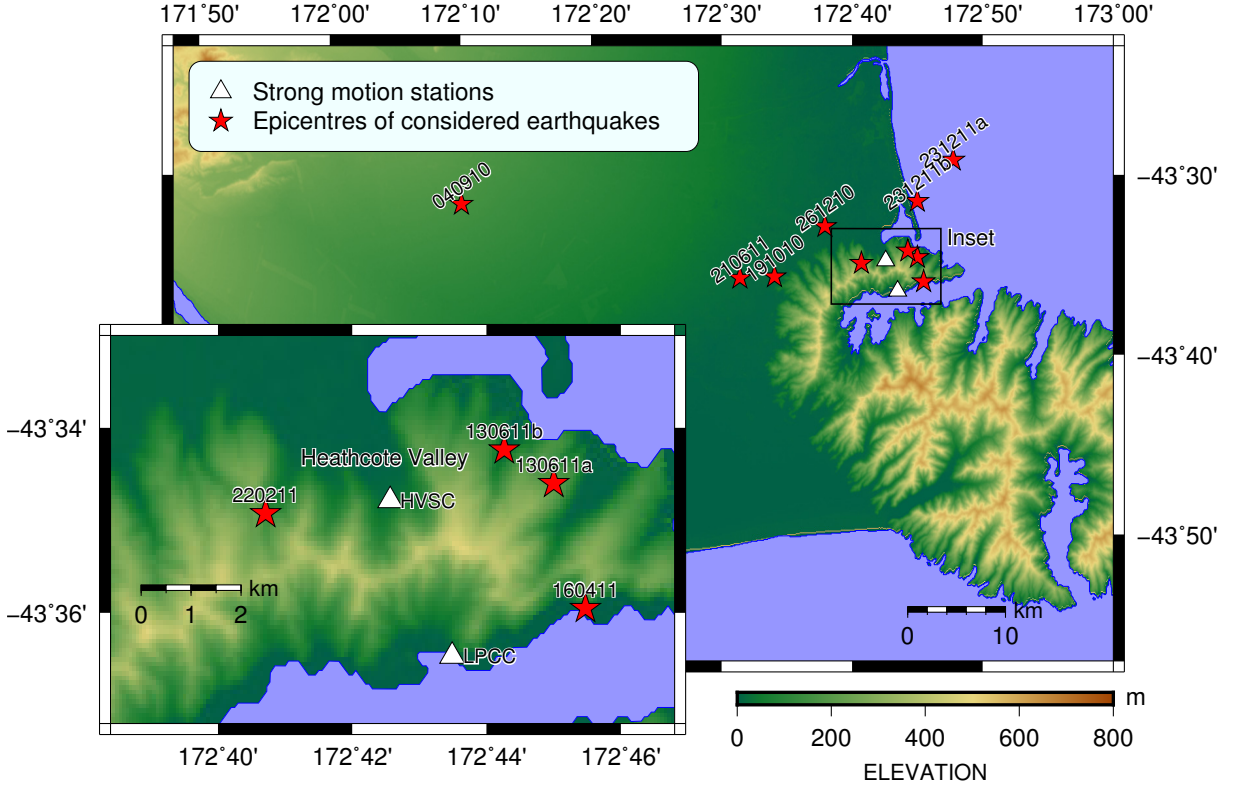 171˚50' 172˚00' 172˚10' 172˚20' 172˚30' 172˚40' 172˚50' 173˚00'
Strong motion stations
Epicentres of considered earthquakes
231211a
−43˚30'
040910
231211b
261210
Inset
210611
191010
−43˚40'
−43˚34'
130611b
Heathcote Valley
130611a
220211
HVSC
−43˚50'
km
0 1 2
160411
−43˚36'
km
0 10
LPCC
172˚40' 172˚42' 172˚44' 172˚46'
m
0 200 400 600 800
ELEVATION